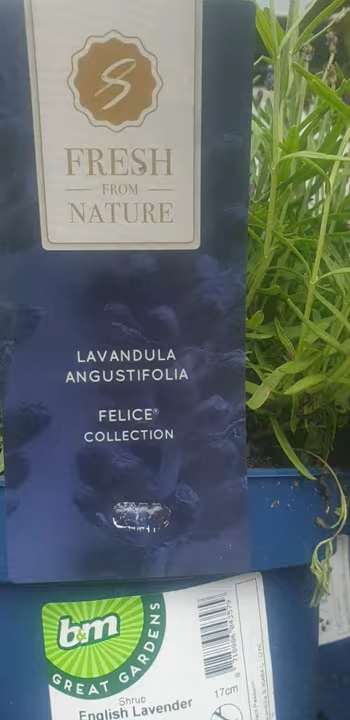 S
FRESH
FROM
NATURE
LAVANDULA
ANGUSTIFOLIA
FELICE®
COLLECTION
b&m
GREAT GARDENS
Shrub
English Lavender
17cm